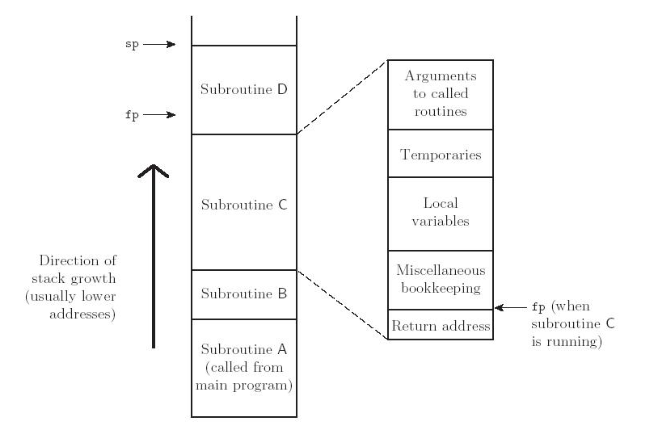 sp
Subroutine D
fp
Subroutine C
Direction of
stack growth
(usually lower
addresses)
Subroutine B
Subroutine A
(called from
main program)
Arguments
to called
routines
Temporaries
Local
variables
Miscellaneous
bookkeeping
Return address
fp (when
subroutine C
is running)